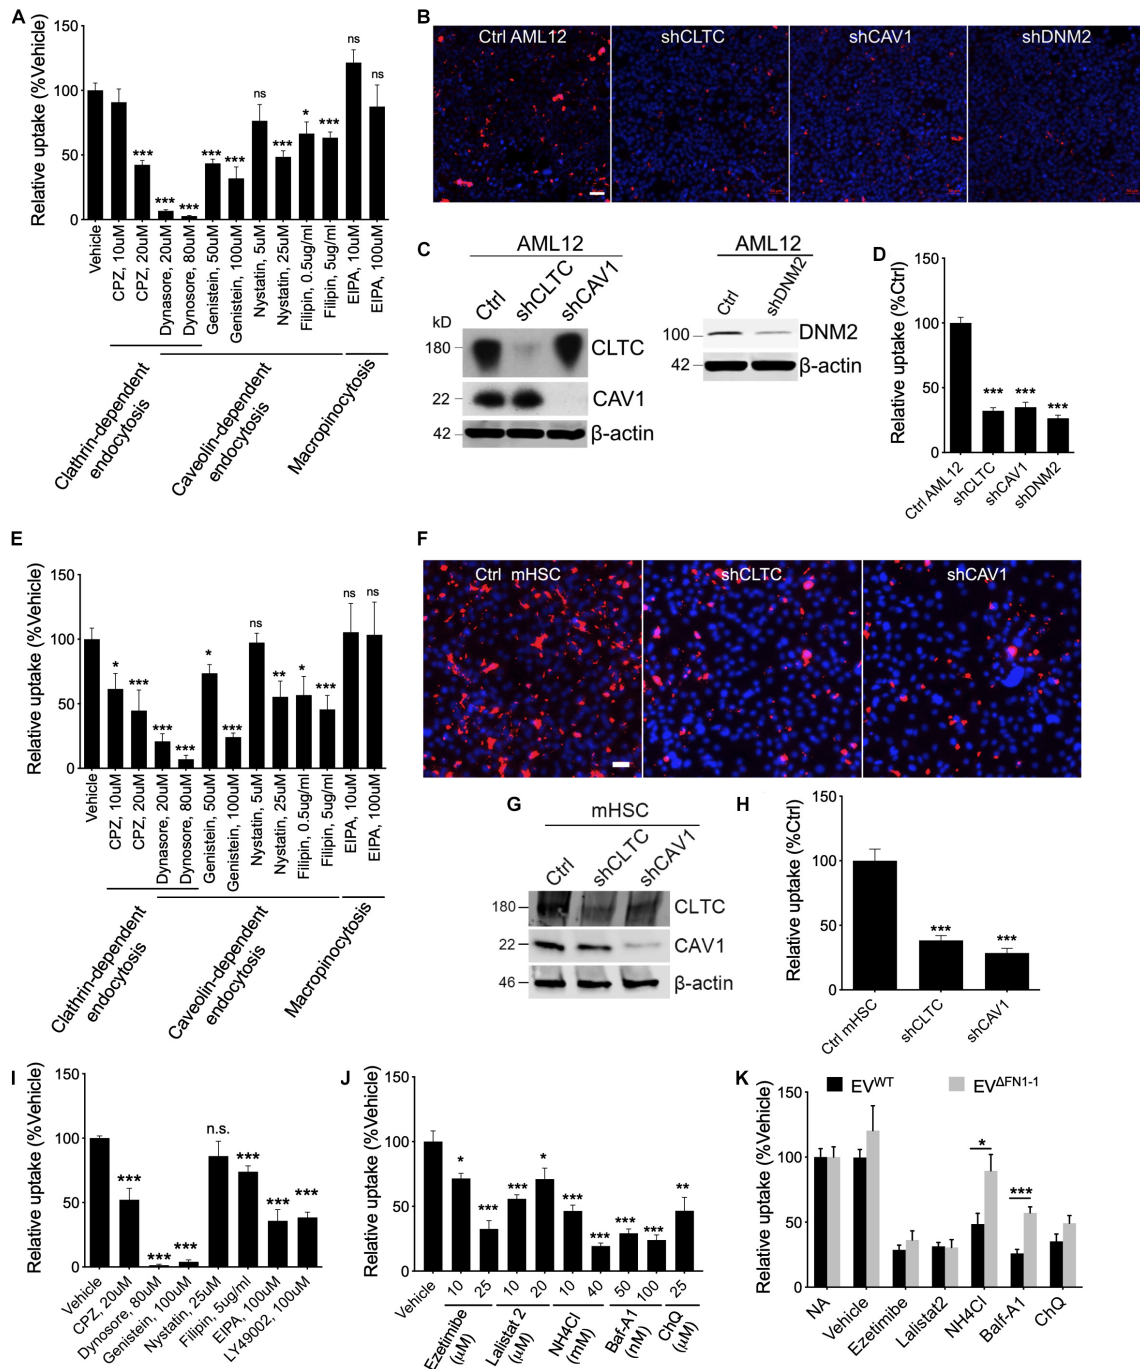 A
Relative uptake (%Vehicle)
150
100
50
0
***
***
***
***
***
ns
***
*
***
ns
ns
Vehicle
CPZ, 10uM
CPZ, 20uM
Dynasore, 20uM
Dynosore, 80uM
Genistein, 50uM
Genistein, 100uM
Nystatin, 5uM
Nystatin, 25uM
Filipin, 0.5ug/ml
Filipin, 5ug/ml
EIPA, 10uM
EIPA, 100uM
Clathrin-dependent
endocytosis
Caveolin-dependent
endocytosis
Macropinocytosis
B
Ctrl AML12
shCLTC
shCAV1
shDNM2
C
AML12
Ctrl
shCLTC
shCAV1
kD
180
CLTC
22
CAV1
42
β-actin
AML12
Ctrl
shDNM2
100
DNM2
42
β-actin
D
Relative uptake (%Ctrl)
150
100
50
0
***
***
***
Ctrl AML12
shCLTC
shCAV1
shDNM2
E
Relative uptake (%Vehicle)
150
100
50
0
*
***
***
***
*
***
ns
**
*
***
ns
ns
Vehicle
CPZ, 10uM
CPZ, 20uM
Dynasore, 20uM
Dynosore, 80uM
Genistein, 50uM
Genistein, 100uM
Nystatin, 5uM
Nystatin, 25uM
Filipin, 0.5ug/ml
Filipin, 5ug/ml
EIPA, 10uM
EIPA, 100uM
Clathrin-dependent
endocytosis
Caveolin-dependent
endocytosis
Macropinocytosis
F
Ctrl mHSC
shCLTC
shCAV1
G
mHSC
Ctrl
shCLTC
shCAV1
180
CLTC
22
CAV1
46
β-actin
H
Relative uptake (%Ctrl)
150
100
50
0
***
***
Ctrl mHSC
shCLTC
shCAV1
I
Relative uptake (%Vehicle)
150
100
50
0
***
***
***
n.s.
***
***
***
Vehicle
CPZ, 20uM
Dynosore, 80uM
Genistein, 100uM
Nystatin, 25uM
Filipin, 5ug/ml
EIPA, 100uM
LY49002, 100uM
J
Relative uptake (%Vehicle)
150
100
50
0
*
***
***
*
***
***
***
***
**
Vehicle
10 25 10 20 10 40 50 100 25
Ezetimibe
(uM)
Lalistat 2
(μM)
NH4Cl
(mM)
Baf-A1
(nM)
ChQ
(μM)
K
EVWT
EVΔFN1-1
Relative uptake (%Vehicle)
150
100
50
0
*
***
NA
Vehicle
Ezetimibe
Lalistat2
NH4Cl
Balf-A1
ChQ